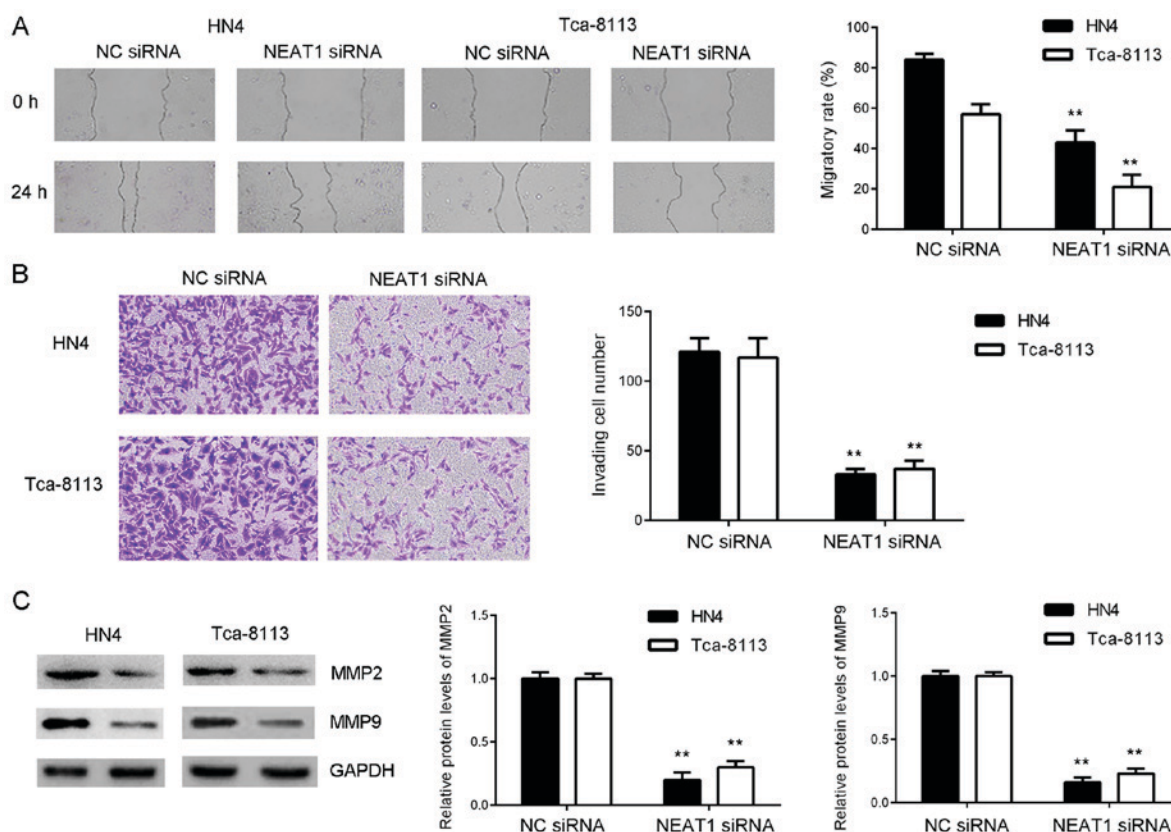 A
HN4
Tca-8113
NC siRNA
NEAT1 siRNA
NC siRNA
NEAT1 siRNA
0 h
24 h
Migratory rate (%)
100
80
60
40
20
0
**
**
NC siRNA
NEAT1 siRNA
HN4
Tca-8113
B
NC siRNA
NEAT1 siRNA
HN4
Tca-8113
Invading cell number
150
100
50
0
**
**
NC siRNA
NEAT1 siRNA
HN4
Tca-8113
C
HN4
Tca-8113
MMP2
MMP9
GAPDH
Relative protein levels of MMP2
1.5
1.0
0.5
0.0
**
**
NC siRNA
NEAT1 siRNA
HN4
Tca-8113
Relative protein levels of MMP9
1.5
1.0
0.5
0.0
**
**
NC siRNA
NEAT1 siRNA
HN4
Tca-8113